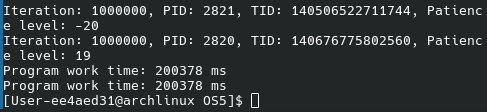 Iteration: 1000000, PID: 2821, TID: 140506522711744, Patienc
e level: -20
Iteration: 1000000, PID: 2820, TID: 140676775802560, Patienc
e level: 19
Program work time: 200378 ms
Program work time: 200378 ms
[User-ee4aed31@archlinux OS5]$